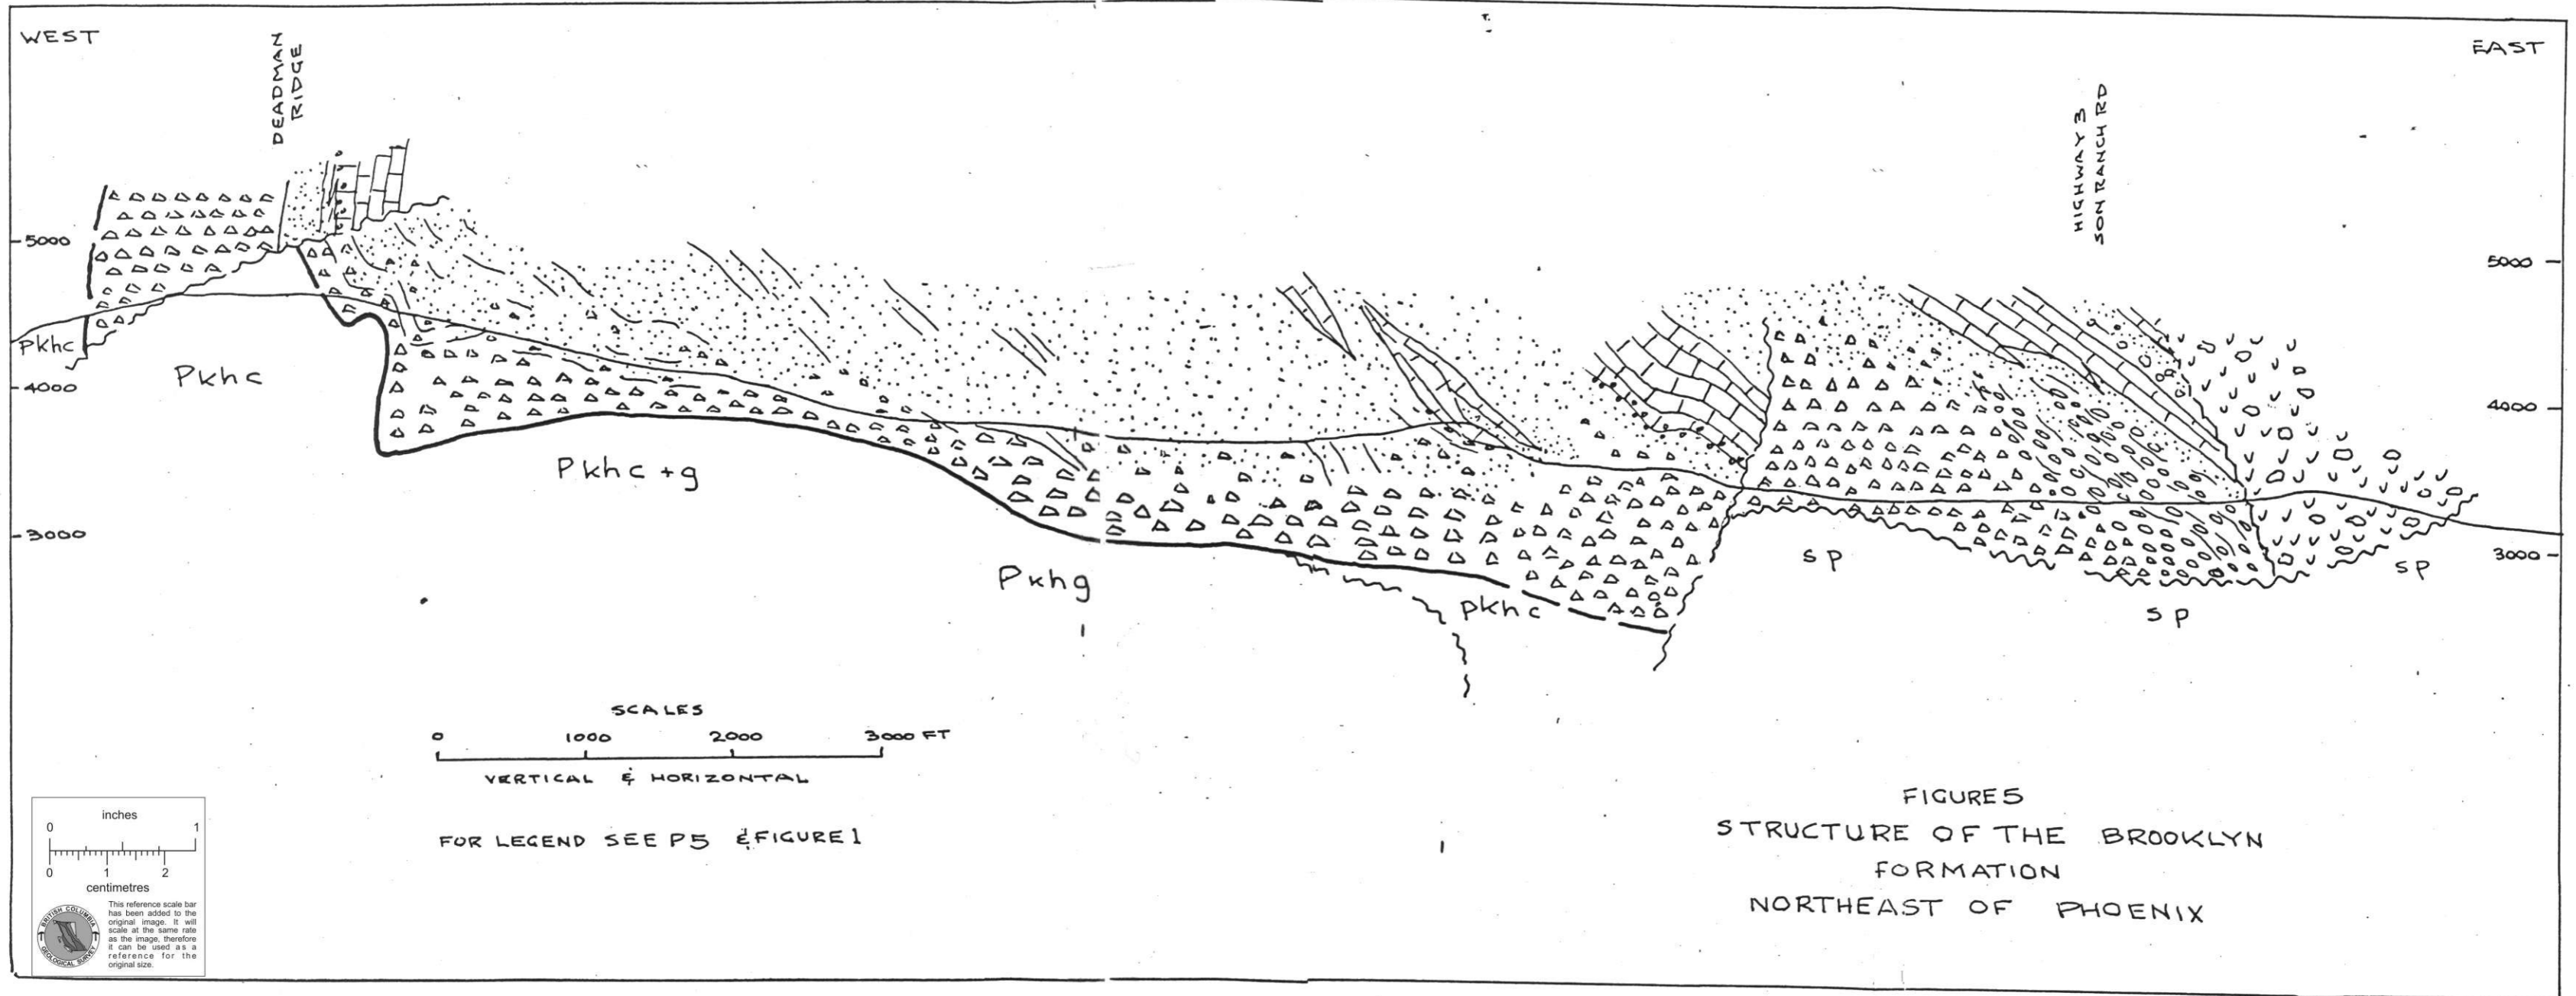 WEST
EAST
DEADMAN
RIDGE
HIGHWAY 3
SON RANCH RD
5000
4000
3000
5000
4000
3000
Pkhc
Pkhc
Pkhc + g
Pkhg
Pkhc
SP
SP
SP
SCALES
0 1000 2000 3000 FT
VERTICAL & HORIZONTAL
FOR LEGEND SEE P5 & FIGURE 1
FIGURE 5
STRUCTURE OF THE BROOKLYN
FORMATION
NORTHEAST OF PHOENIX
inches
0 1
0 1 2
centimetres
BRITISH COLUMBIA
GEOLOGICAL SURVEY
This reference scale bar
has been added to the
original image. It will
scale at the same rate
as the image, therefore
it can be used as a
reference for the
original size.